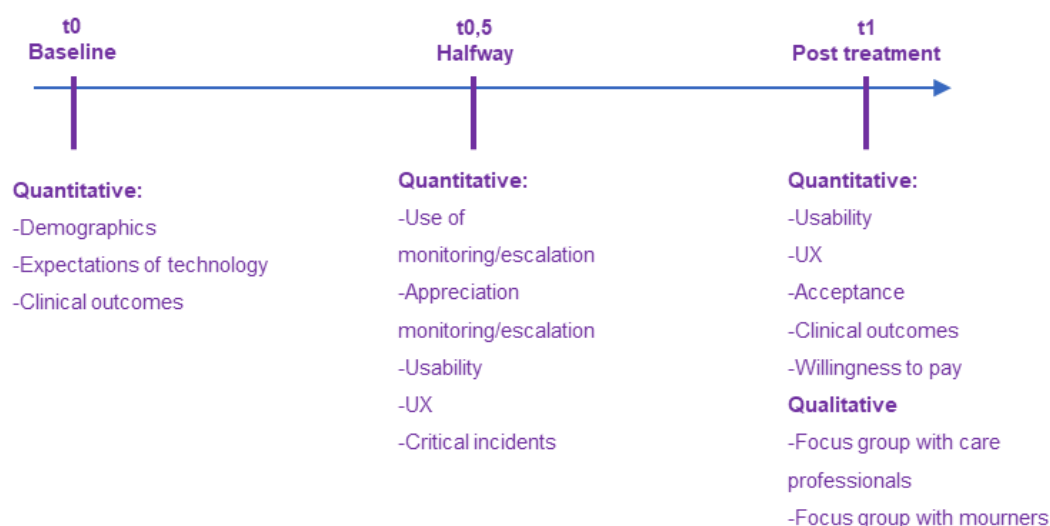 t0
Baseline
t0,5
Halfway
t1
Post treatment
Quantitative:
-Demographics
-Expectations of technology
-Clinical outcomes
Quantitative:
-Use of
monitoring/escalation
-Appreciation
monitoring/escalation
-Usability
-UX
-Critical incidents
Quantitative:
-Usability
-UX
-Acceptance
-Clinical outcomes
-Willingness to pay
Qualitative
-Focus group with care
professionals
-Focus group with mourners